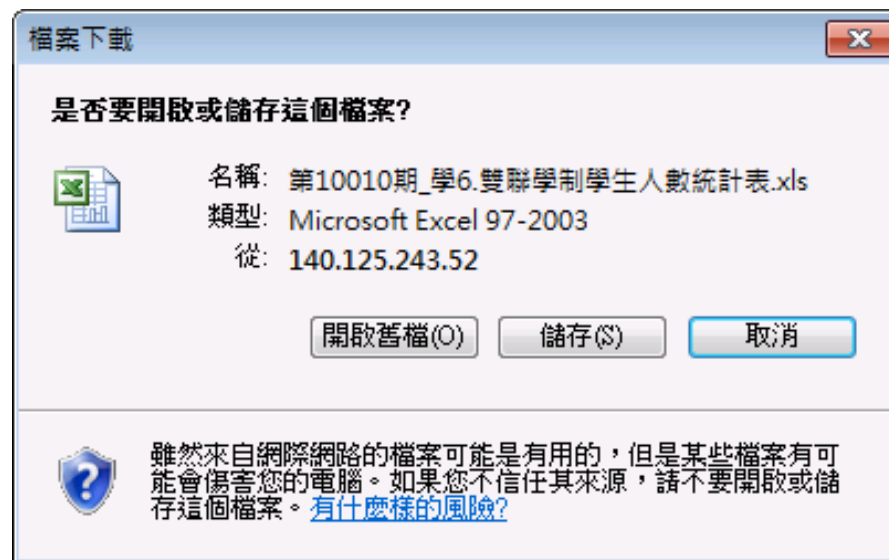 檔案下載
是否要開啟或儲存這個檔案?
名稱: 第10010期_學6.雙聯學制學生人數統計表.xls
類型: Microsoft Excel 97-2003
從: 140.125.243.52
開啟舊檔(O) 儲存(S) 取消
雖然來自網際網路的檔案可能是有用的，但是某些檔案有可
能會傷害您的電腦。如果您不信任其來源，請不要開啟或儲
存這個檔案。有什麼樣的風險?